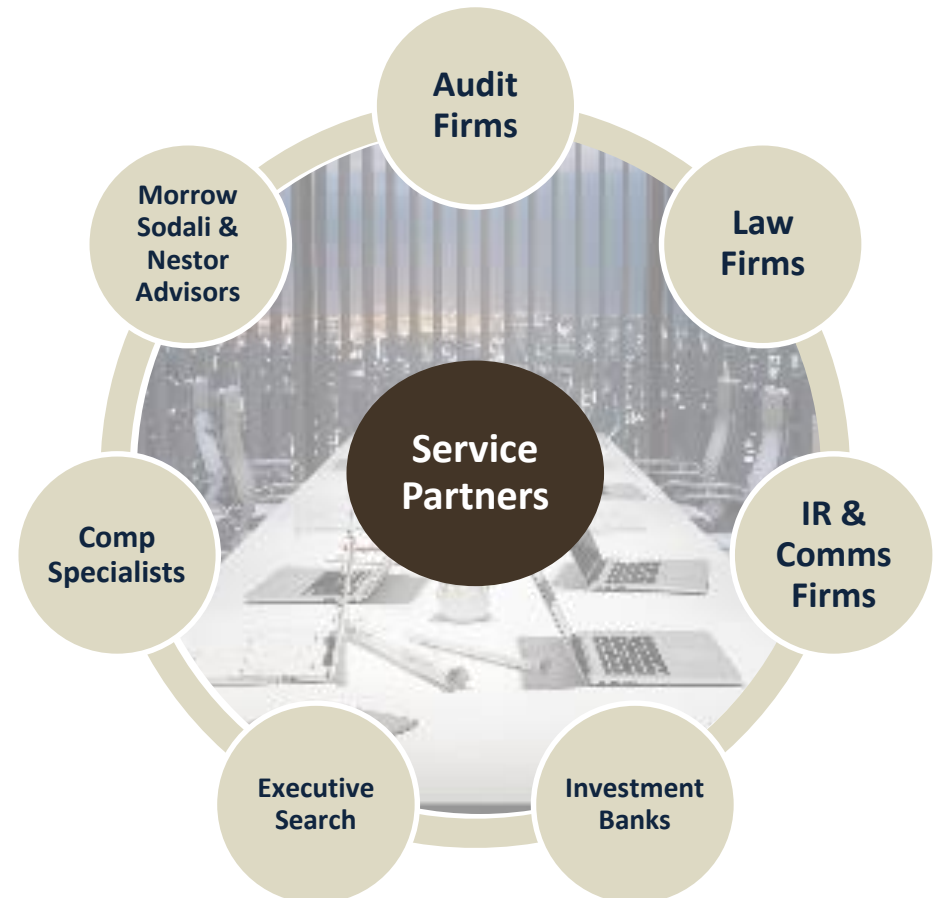 Audit
Firms
Law
Firms
IR &
Comms
Firms
Investment
Banks
Executive
Search
Comp
Specialists
Morrow
Sodali &
Nestor
Advisors
Service
Partners